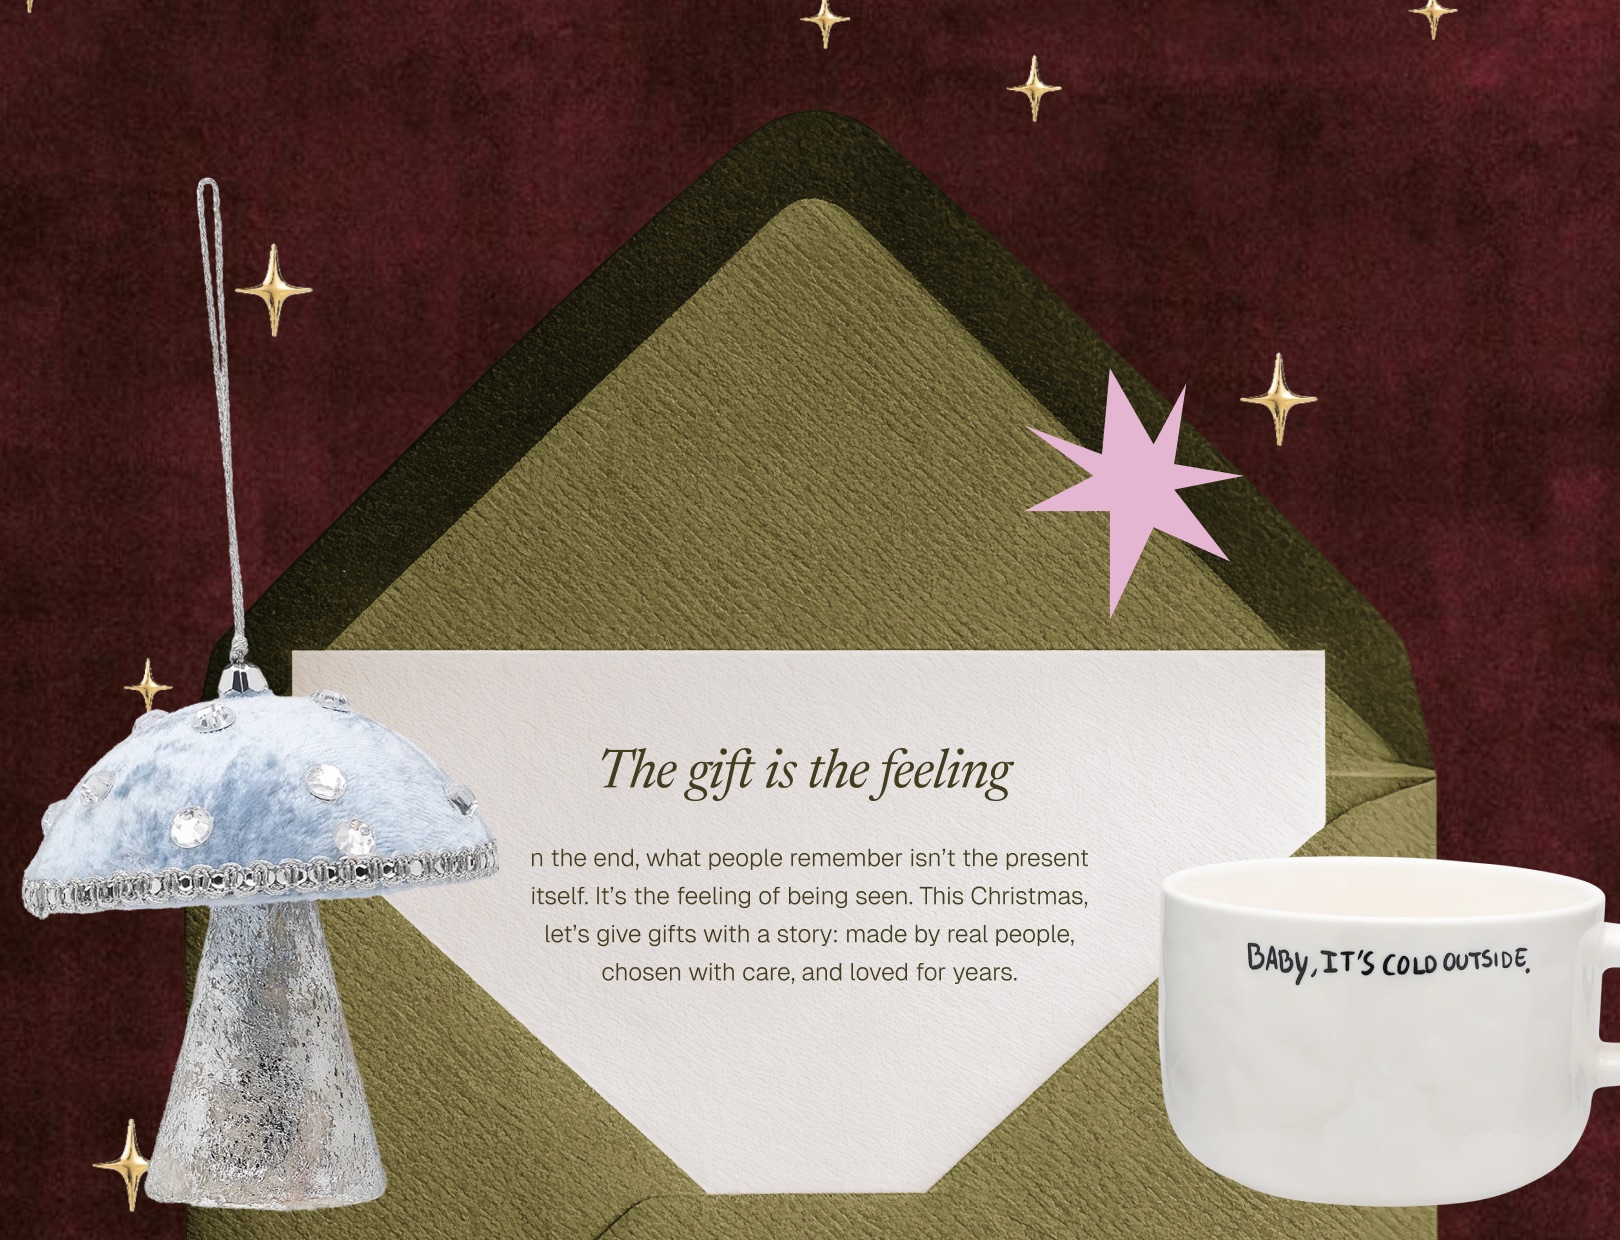 The gift is the feeling
n the end, what people remember isn’t the present
itself. It’s the feeling of being seen. This Christmas,
let’s give gifts with a story: made by real people,
chosen with care, and loved for years.
BABY, IT'S COLD OUTSIDE.